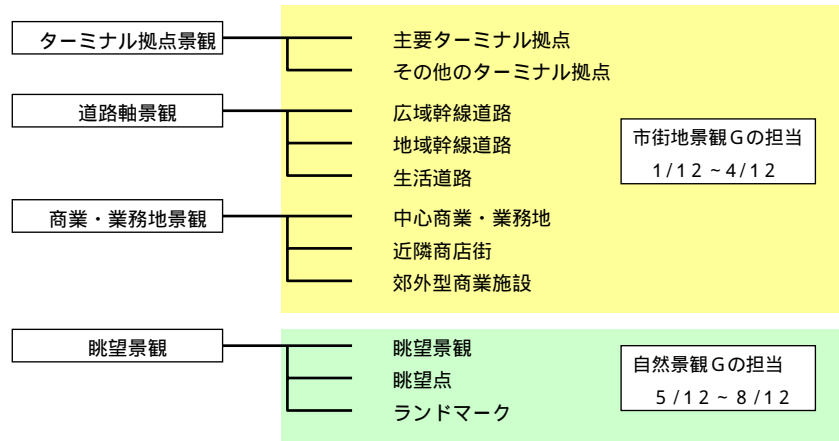 ターミナル拠点景観
主要ターミナル拠点
その他のターミナル拠点
道路軸景観
広域幹線道路
地域幹線道路
生活道路
市街地景観Gの担当
1/12~4/12
商業・業務地景観
中心商業・業務地
近隣商店街
郊外型商業施設
眺望景観
眺望景観
眺望点
ランドマーク
自然景観Gの担当
5/12~8/12